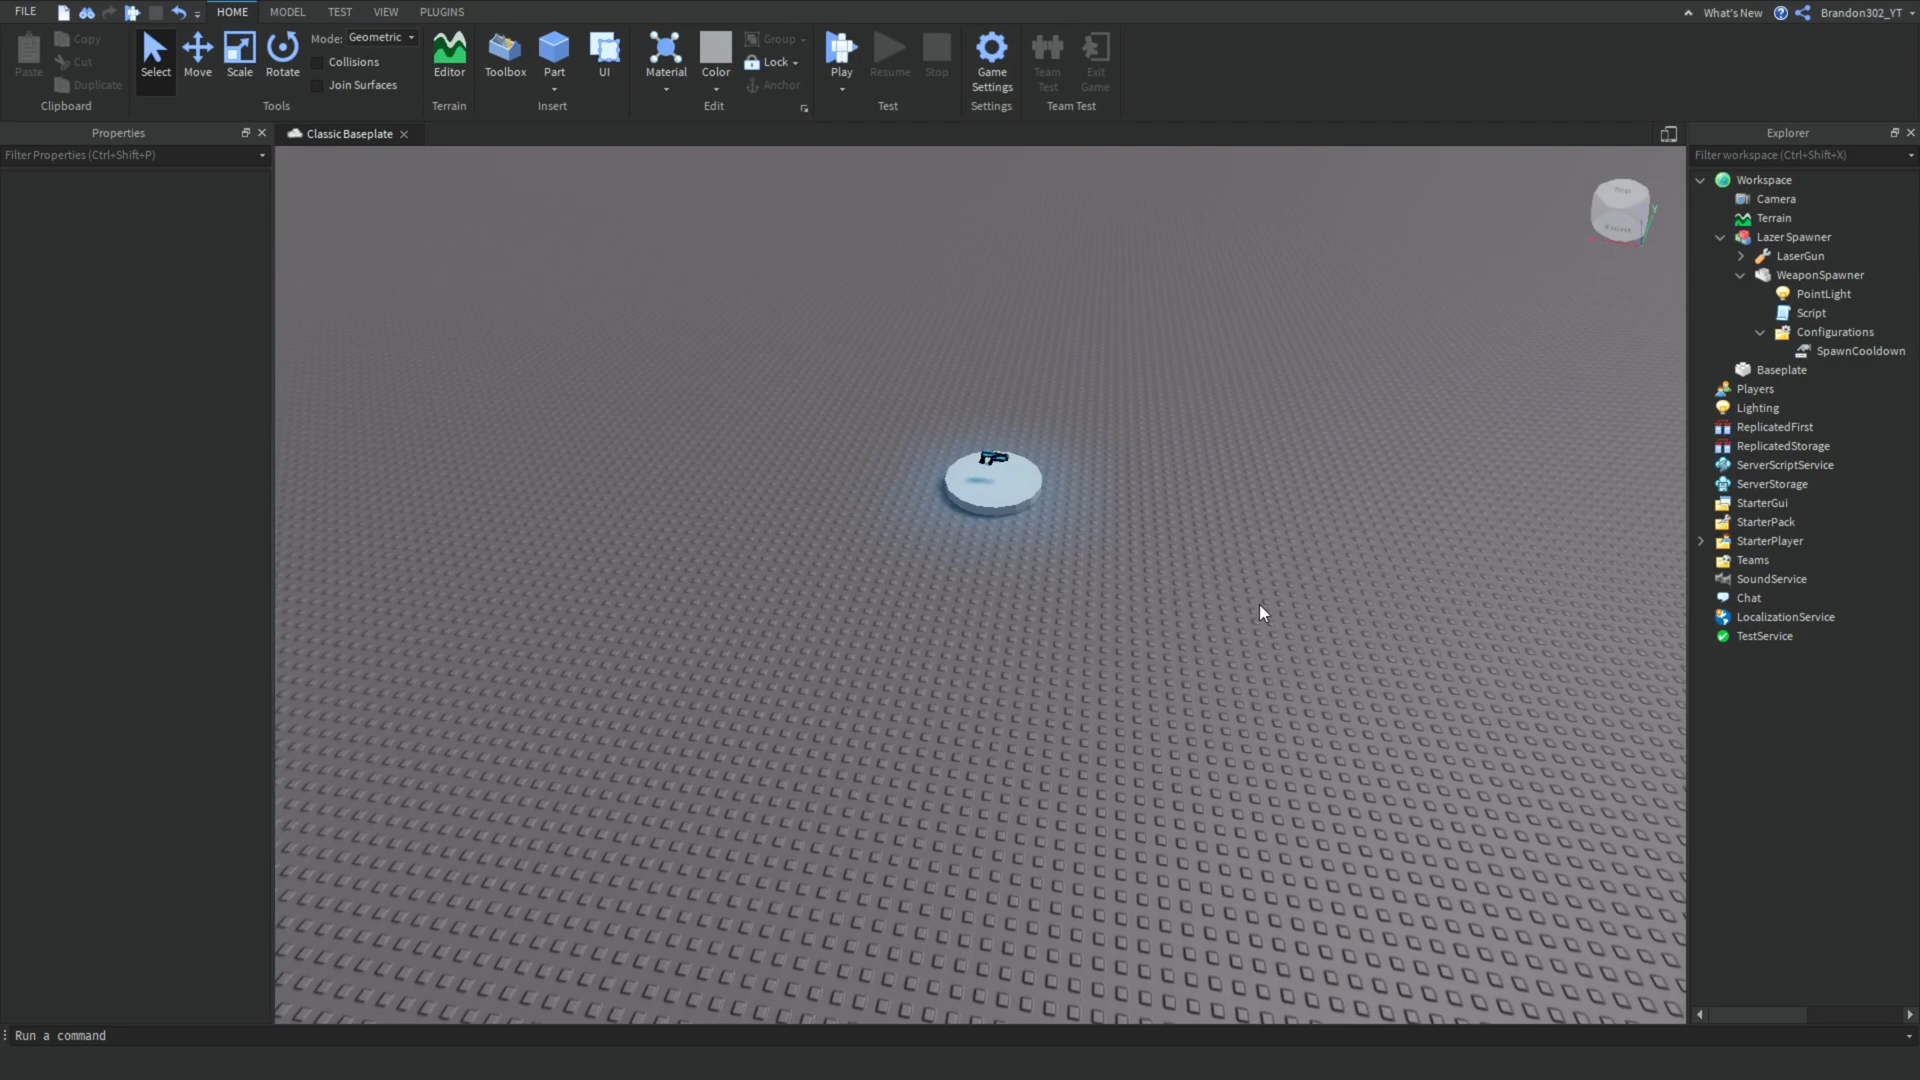 FILE
HOME
MODEL
TEST
VIEW
PLUGINS
What's New
Brandon302_YT
Paste
Copy
Cut
Duplicate
Clipboard
Select
Move
Scale
Rotate
Mode: Geometric
Collisions
Join Surfaces
Tools
Editor
Terrain
Toolbox
Part
UI
Insert
Material
Color
Group
Lock
Anchor
Edit
Play
Resume
Stop
Test
Game
Settings
Settings
Team
Test
Exit
Game
Team Test
Properties
Classic Baseplate
Explorer
Filter Properties (Ctrl+Shift+P)
Filter workspace (Ctrl+Shift+X)
Top
Front
Y
Workspace
Camera
Terrain
Lazer Spawner
LaserGun
WeaponSpawner
PointLight
Script
Configurations
SpawnCooldown
Baseplate
Players
Lighting
ReplicatedFirst
ReplicatedStorage
ServerScriptService
ServerStorage
StarterGui
StarterPack
StarterPlayer
Teams
SoundService
Chat
LocalizationService
TestService
Run a command